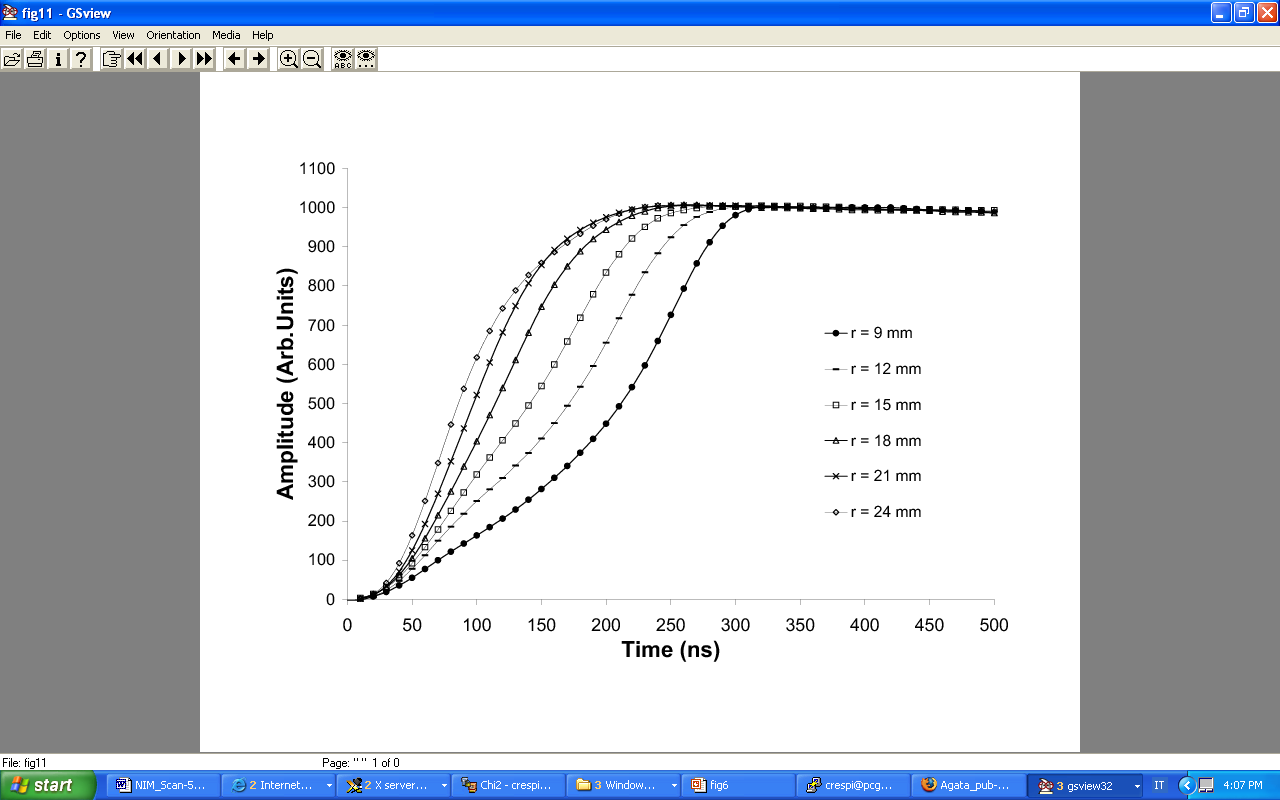 fig11 - GSview
File Edit Options View Orientation Media Help
ABC
1100
1000
900
800
700
600
500
400
300
200
100
0
Amplitude (Arb.Units)
r = 9 mm
r = 12 mm
r = 15 mm
r = 18 mm
r = 21 mm
r = 24 mm
0 50 100 150 200 250 300 350 400 450 500
Time (ns)
File: fig11 Page: "" "" 1 of 0
start NIM_Scan-5... 2 Internet... 2 X server... Chi2 - crespi... 3 Window... fig6 crespi@pcg... Agata_pub-... 3 gsview32 IT 4:07 PM